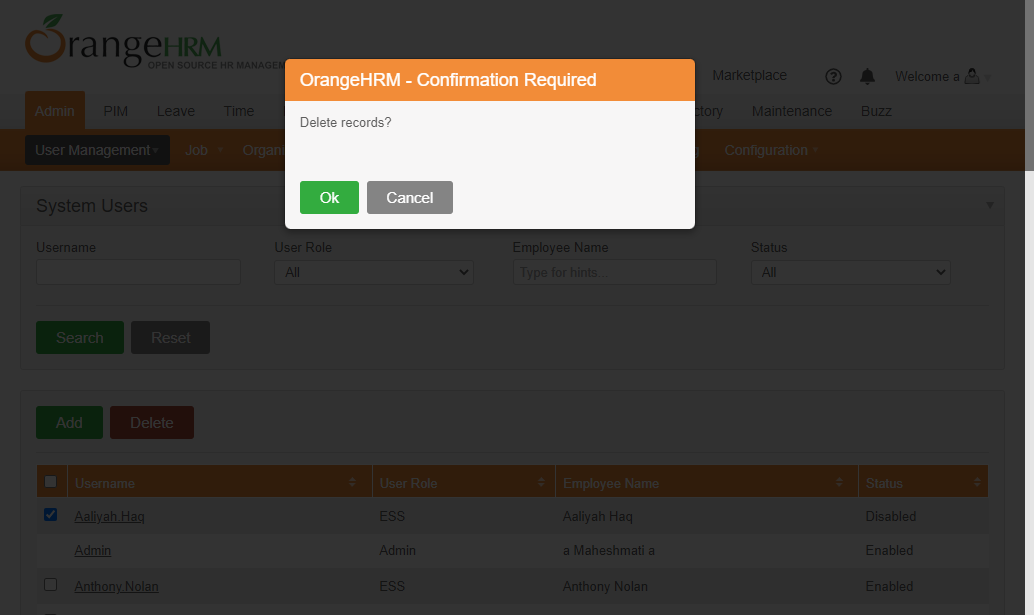 OrangeHRM
OPEN SOURCE HR MANAGEM
Marketplace
Welcome a
OrangeHRM - Confirmation Required
Delete records?
Ok Cancel
Admin PIM Leave Time ctory Maintenance Buzz
User Management Job Organi Configuration
System Users
Username User Role Employee Name Status
All Type for hints... All
Search Reset
Add Delete
Username User Role Employee Name Status
Aaliyah.Haq ESS Aaliyah Haq Disabled
Admin Admin a Maheshmati a Enabled
Anthony.Nolan ESS Anthony Nolan Enabled